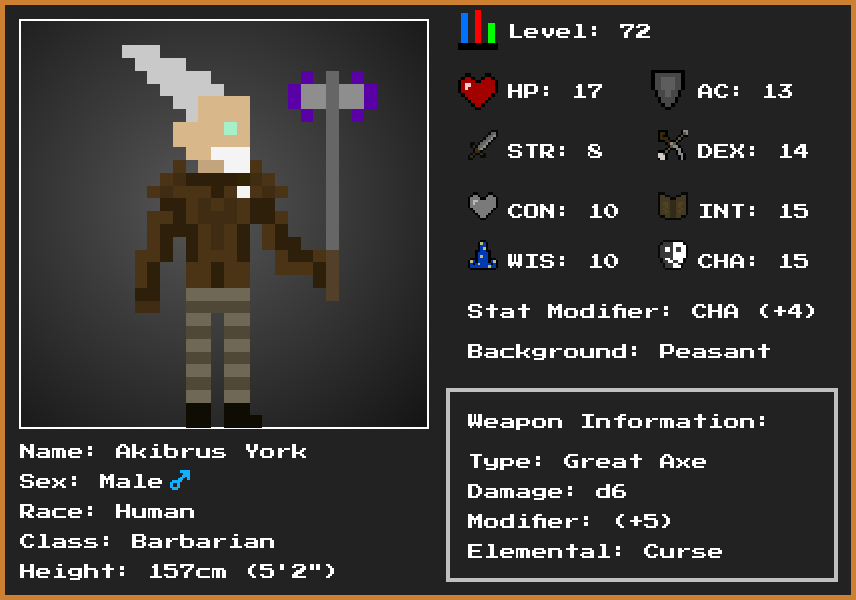 Level: 72
HP: 17
AC: 13
STR: 8
DEX: 14
CON: 10
INT: 15
WIS: 10
CHA: 15
Stat Modifier: CHA (+4)
Background: Peasant
Weapon Information:
Type: Great Axe
Damage: d6
Modifier: (+5)
Elemental: Curse
Name: Akibrus York
Sex: Male♂
Race: Human
Class: Barbarian
Height: 157cm (5'2")